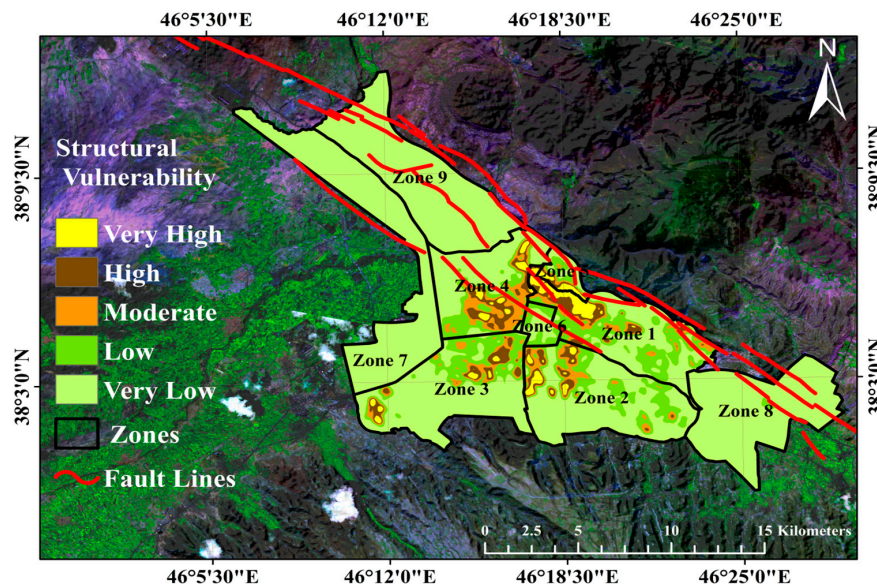 46°5'30"E 46°12'0"E 46°18'30"E 46°25'0"E
N
38°9'30"N
38°9'30"N
38°3'0"N
38°3'0"N
Structural
Vulnerability
Very High
High
Moderate
Low
Very Low
Zones
Fault Lines
Zone 9
Zone 4
Zone
Zone 6
Zone 1
Zone 7
Zone 3
Zone 2
Zone 8
0 2.5 5 10 15 Kilometers
46°5'30"E 46°12'0"E 46°18'30"E 46°25'0"E